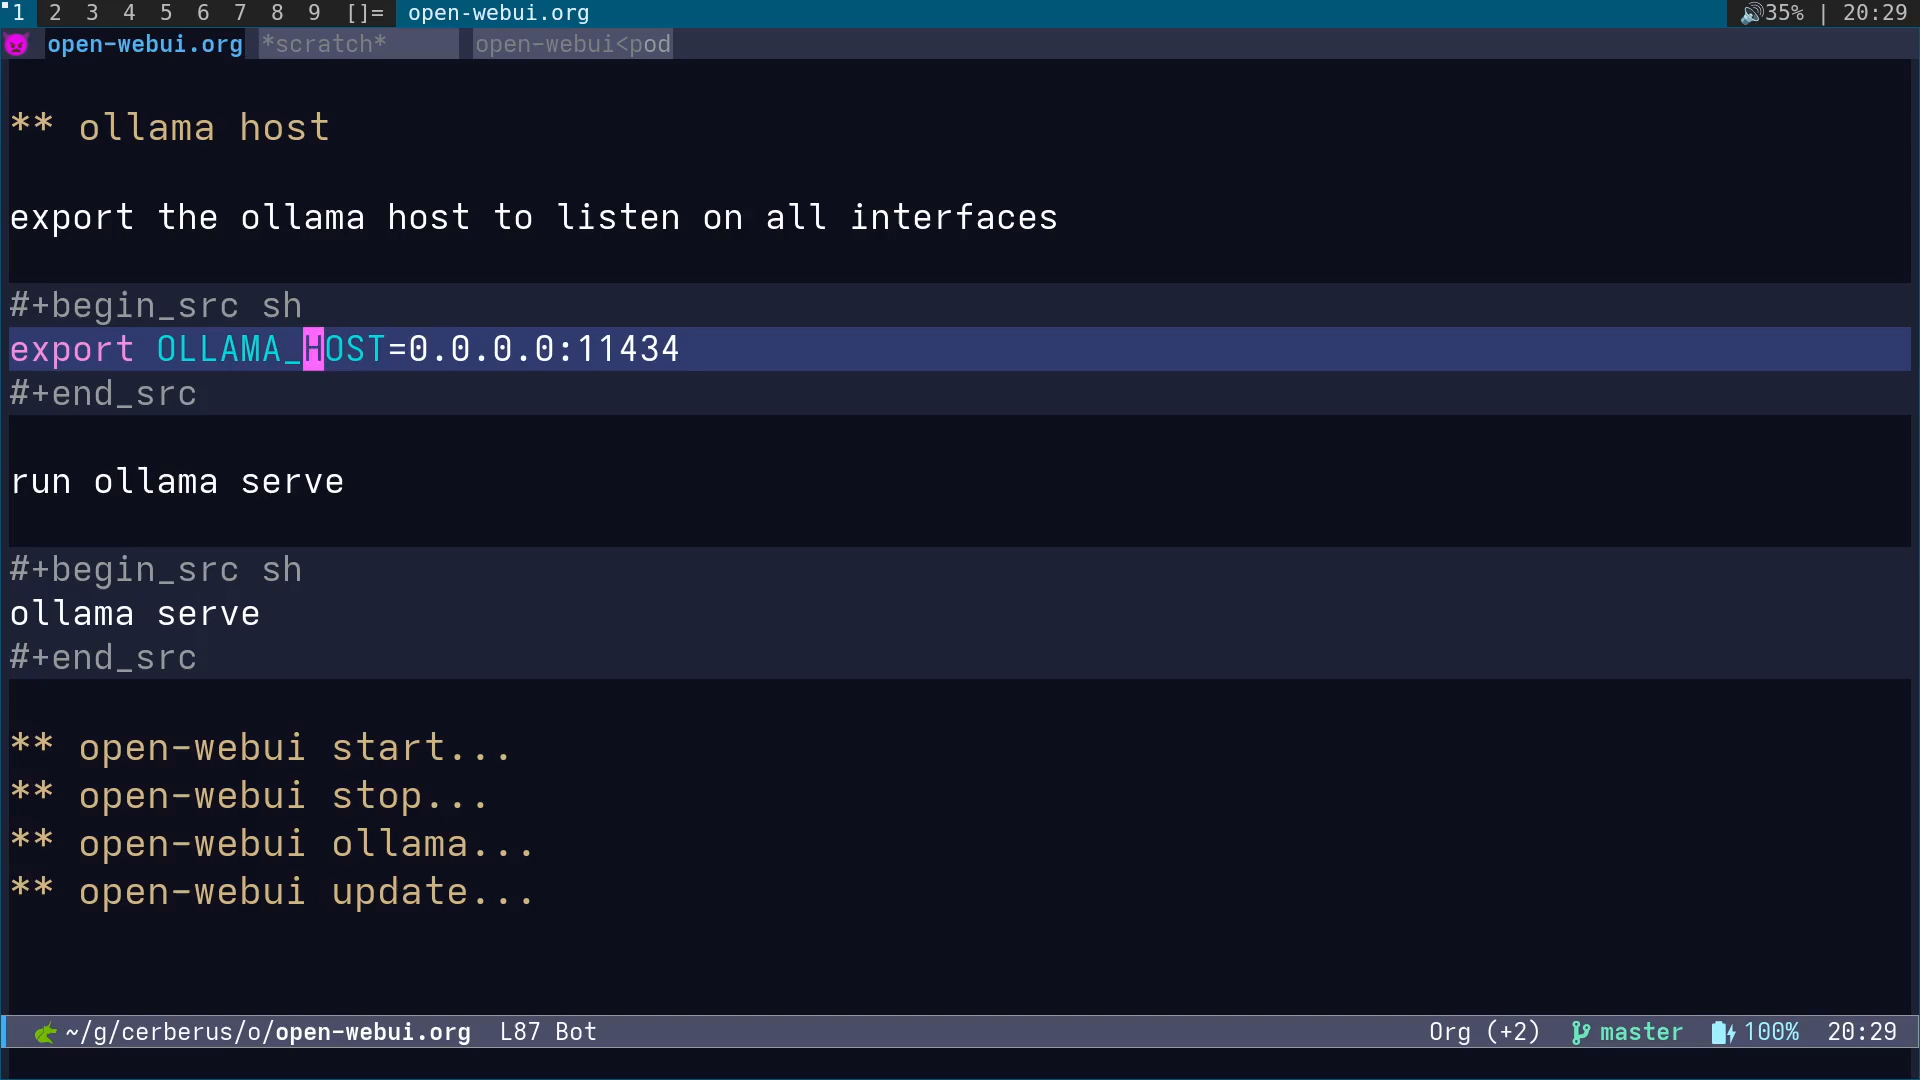 1 2 3 4 5 6 7 8 9 []= open-webui.org 35% | 20:29
open-webui.org *scratch* open-webui<pod
** ollama host
export the ollama host to listen on all interfaces
#+begin_src sh
export OLLAMA_HOST=0.0.0.0:11434
#+end_src
run ollama serve
#+begin_src sh
ollama serve
#+end_src
** open-webui start...
** open-webui stop...
** open-webui ollama...
** open-webui update...
~/g/cerberus/o/open-webui.org L87 Bot Org (+2) master 100% 20:29